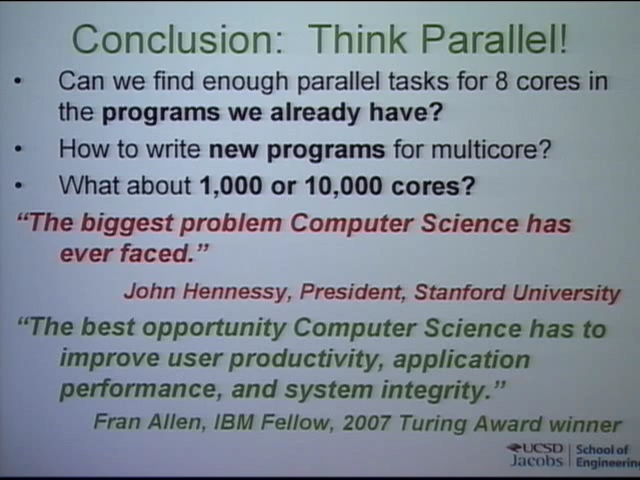 Conclusion: Think Parallel!
• Can we find enough parallel tasks for 8 cores in
the programs we already have?
• How to write new programs for multicore?
• What about 1,000 or 10,000 cores?
“The biggest problem Computer Science has
ever faced.”
John Hennessy, President, Stanford University
“The best opportunity Computer Science has to
improve user productivity, application
performance, and system integrity.”
Fran Allen, IBM Fellow, 2007 Turing Award winner
UCSD School of
Jacobs Engineering